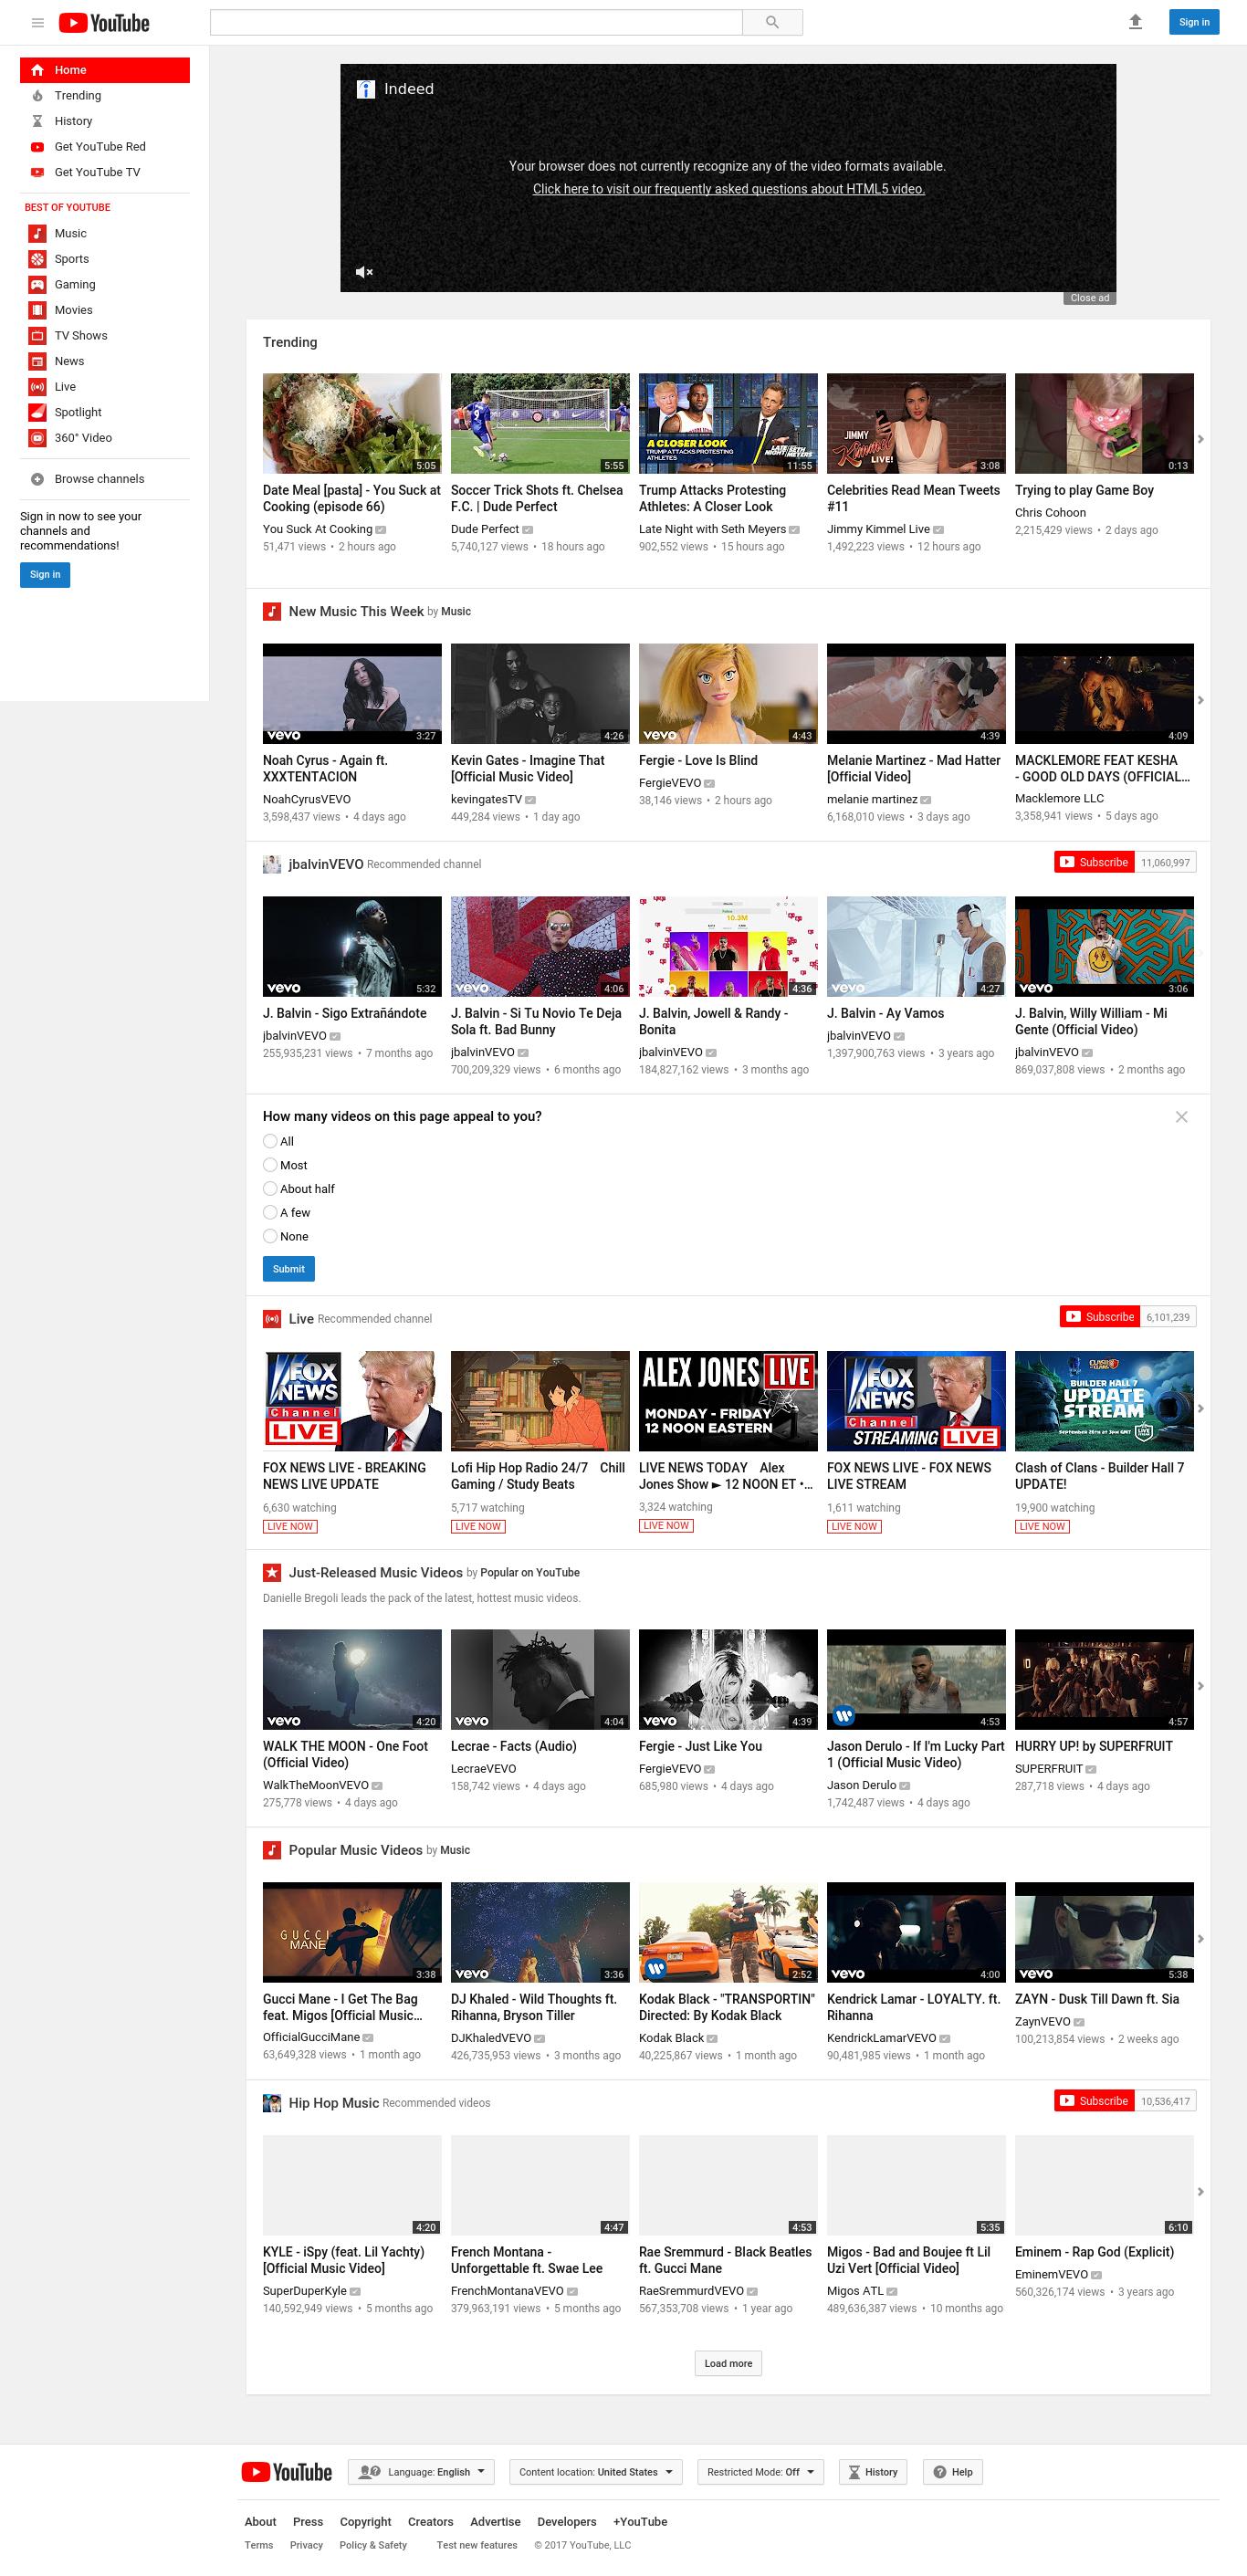 YouTube
Sign in
Home
Trending
History
Get YouTube Red
Get YouTube TV
BEST OF YOUTUBE
Music
Sports
Gaming
Movies
TV Shows
News
Live
Spotlight
360° Video
Browse channels
Sign in now to see your
channels and
recommendations!
Sign in
Indeed
Your browser does not currently recognize any of the video formats available.
Click here to visit our frequently asked questions about HTML5 video.
Close ad
Trending
5:05
5:55
A CLOSER LOOK
TRUMP ATTACKS PROTESTING
ATHLETES
LATE NIGHT SETH MEYERS
11:55
JIMMY
Kimmel
LIVE!
3:08
0:13
Date Meal [pasta] - You Suck at
Cooking (episode 66)
You Suck At Cooking
51,471 views • 2 hours ago
Soccer Trick Shots ft. Chelsea
F.C. | Dude Perfect
Dude Perfect
5,740,127 views • 18 hours ago
Trump Attacks Protesting
Athletes: A Closer Look
Late Night with Seth Meyers
902,552 views • 15 hours ago
Celebrities Read Mean Tweets
#11
Jimmy Kimmel Live
1,492,223 views • 12 hours ago
Trying to play Game Boy
Chris Cohoon
2,215,429 views • 2 days ago
New Music This Week by Music
vevo
3:27
4:26
vevo
4:43
4:39
4:09
Noah Cyrus - Again ft.
XXXTENTACION
NoahCyrusVEVO
3,598,437 views • 4 days ago
Kevin Gates - Imagine That
[Official Music Video]
kevingatesTV
449,284 views • 1 day ago
Fergie - Love Is Blind
FergieVEVO
38,146 views • 2 hours ago
Melanie Martinez - Mad Hatter
[Official Video]
melanie martinez
6,168,010 views • 3 days ago
MACKLEMORE FEAT KESHA
- GOOD OLD DAYS (OFFICIAL...
Macklemore LLC
3,358,941 views • 5 days ago
jbalvinVEVO Recommended channel
Subscribe 11,060,997
vevo
5:32
vevo
4:06
10.3M
4:36
vevo
4:27
vevo
3:06
J. Balvin - Sigo Extrañándote
jbalvinVEVO
255,935,231 views • 7 months ago
J. Balvin - Si Tu Novio Te Deja
Sola ft. Bad Bunny
jbalvinVEVO
700,209,329 views • 6 months ago
J. Balvin, Jowell & Randy -
Bonita
jbalvinVEVO
184,827,162 views • 3 months ago
J. Balvin - Ay Vamos
jbalvinVEVO
1,397,900,763 views • 3 years ago
J. Balvin, Willy William - Mi
Gente (Official Video)
jbalvinVEVO
869,037,808 views • 2 months ago
How many videos on this page appeal to you?
All
Most
About half
A few
None
Submit
Live Recommended channel
Subscribe 6,101,239
FOX
NEWS
Channel
LIVE
ALEX JONES LIVE
MONDAY - FRIDAY
12 NOON EASTERN
FOX
NEWS
Channel
STREAMING LIVE
CLASH OF CLANS
BUILDER HALL 7
UPDATE
STREAM
FOX NEWS LIVE - BREAKING
NEWS LIVE UPDATE
6,630 watching
LIVE NOW
Lofi Hip Hop Radio 24/7 Chill
Gaming / Study Beats
5,717 watching
LIVE NOW
LIVE NEWS TODAY Alex
Jones Show ► 12 NOON ET •...
3,324 watching
LIVE NOW
FOX NEWS LIVE - FOX NEWS
LIVE STREAM
1,611 watching
LIVE NOW
Clash of Clans - Builder Hall 7
UPDATE!
19,900 watching
LIVE NOW
Just-Released Music Videos by Popular on YouTube
Danielle Bregoli leads the pack of the latest, hottest music videos.
vevo
4:20
vevo
4:04
vevo
4:39
4:53
4:57
WALK THE MOON - One Foot
(Official Video)
WalkTheMoonVEVO
275,778 views • 4 days ago
Lecrae - Facts (Audio)
LecraeVEVO
158,742 views • 4 days ago
Fergie - Just Like You
FergieVEVO
685,980 views • 4 days ago
Jason Derulo - If I'm Lucky Part
1 (Official Music Video)
Jason Derulo
1,742,487 views • 4 days ago
HURRY UP! by SUPERFRUIT
SUPERFRUIT
287,718 views • 4 days ago
Popular Music Videos by Music
GUCCI
MANE
3:38
vevo
3:36
2:52
vevo
4:00
vevo
5:38
Gucci Mane - I Get The Bag
feat. Migos [Official Music...
OfficialGucciMane
63,649,328 views • 1 month ago
DJ Khaled - Wild Thoughts ft.
Rihanna, Bryson Tiller
DJKhaledVEVO
426,735,953 views • 3 months ago
Kodak Black - "TRANSPORTIN"
Directed: By Kodak Black
Kodak Black
40,225,867 views • 1 month ago
Kendrick Lamar - LOYALTY. ft.
Rihanna
KendrickLamarVEVO
90,481,985 views • 1 month ago
ZAYN - Dusk Till Dawn ft. Sia
ZaynVEVO
100,213,854 views • 2 weeks ago
Hip Hop Music Recommended videos
Subscribe 10,536,417
4:20
4:47
4:53
5:35
6:10
KYLE - iSpy (feat. Lil Yachty)
[Official Music Video]
SuperDuperKyle
140,592,949 views • 5 months ago
French Montana -
Unforgettable ft. Swae Lee
FrenchMontanaVEVO
379,963,191 views • 5 months ago
Rae Sremmurd - Black Beatles
ft. Gucci Mane
RaeSremmurdVEVO
567,353,708 views • 1 year ago
Migos - Bad and Boujee ft Lil
Uzi Vert [Official Video]
Migos ATL
489,636,387 views • 10 months ago
Eminem - Rap God (Explicit)
EminemVEVO
560,326,174 views • 3 years ago
Load more
YouTube
Language: English
Content location: United States
Restricted Mode: Off
History
Help
About Press Copyright Creators Advertise Developers +YouTube
Terms Privacy Policy & Safety Test new features © 2017 YouTube, LLC